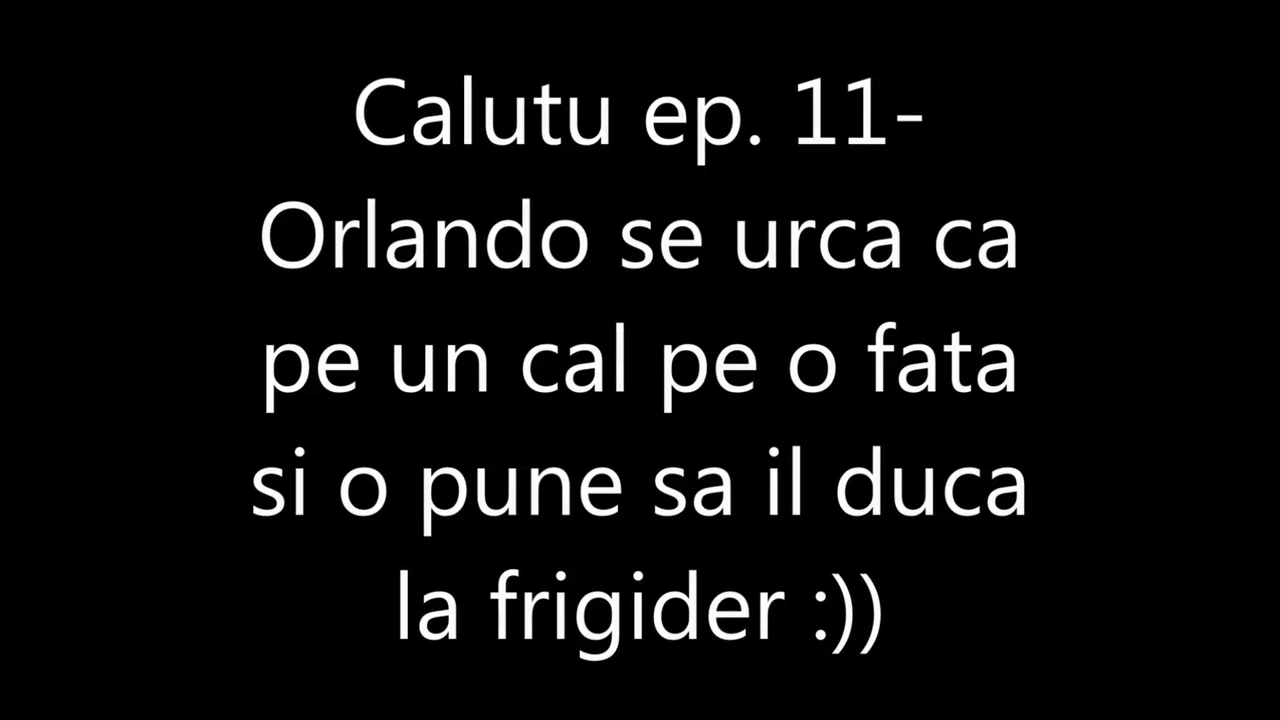 Calutu ep. 11-
Orlando se urca ca
pe un cal pe o fata
si o pune sa il duca
la frigider :))